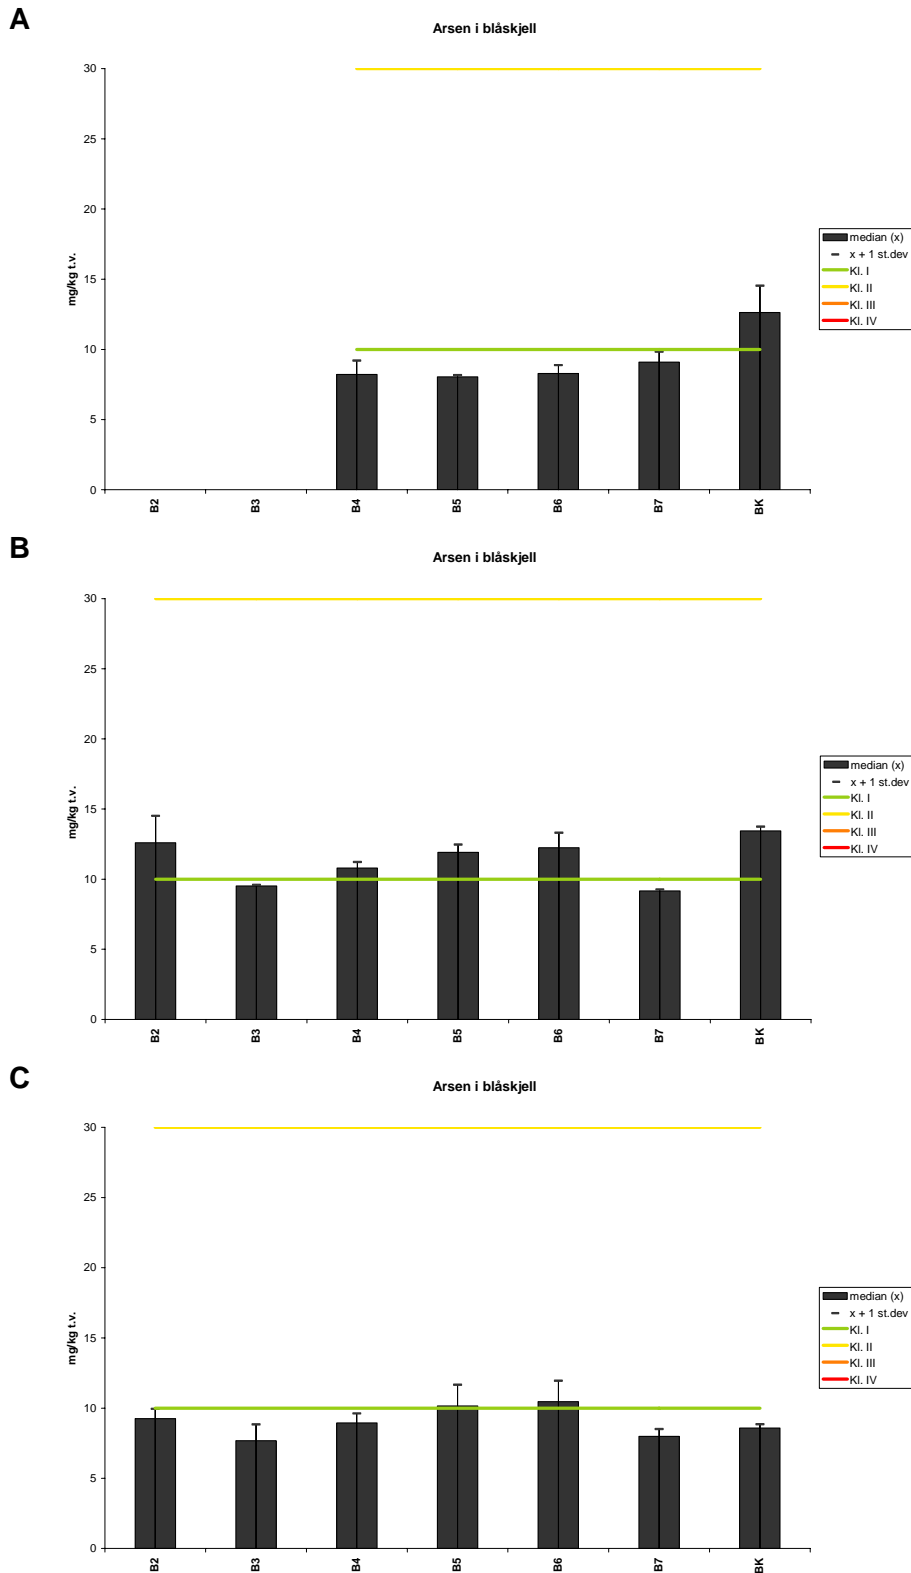 A
Arsen i blåskjell
30
25
20
15
10
5
0
mg/kg t.v.
B2
B3
B4
B5
B6
B7
BK
median (x)
x + 1 st.dev
Kl. I
Kl. II
Kl. III
Kl. IV
B
Arsen i blåskjell
30
25
20
15
10
5
0
mg/kg t.v.
B2
B3
B4
B5
B6
B7
BK
median (x)
x + 1 st.dev
Kl. I
Kl. II
Kl. III
Kl. IV
C
Arsen i blåskjell
30
25
20
15
10
5
0
mg/kg t.v.
B2
B3
B4
B5
B6
B7
BK
median (x)
x + 1 st.dev
Kl. I
Kl. II
Kl. III
Kl. IV